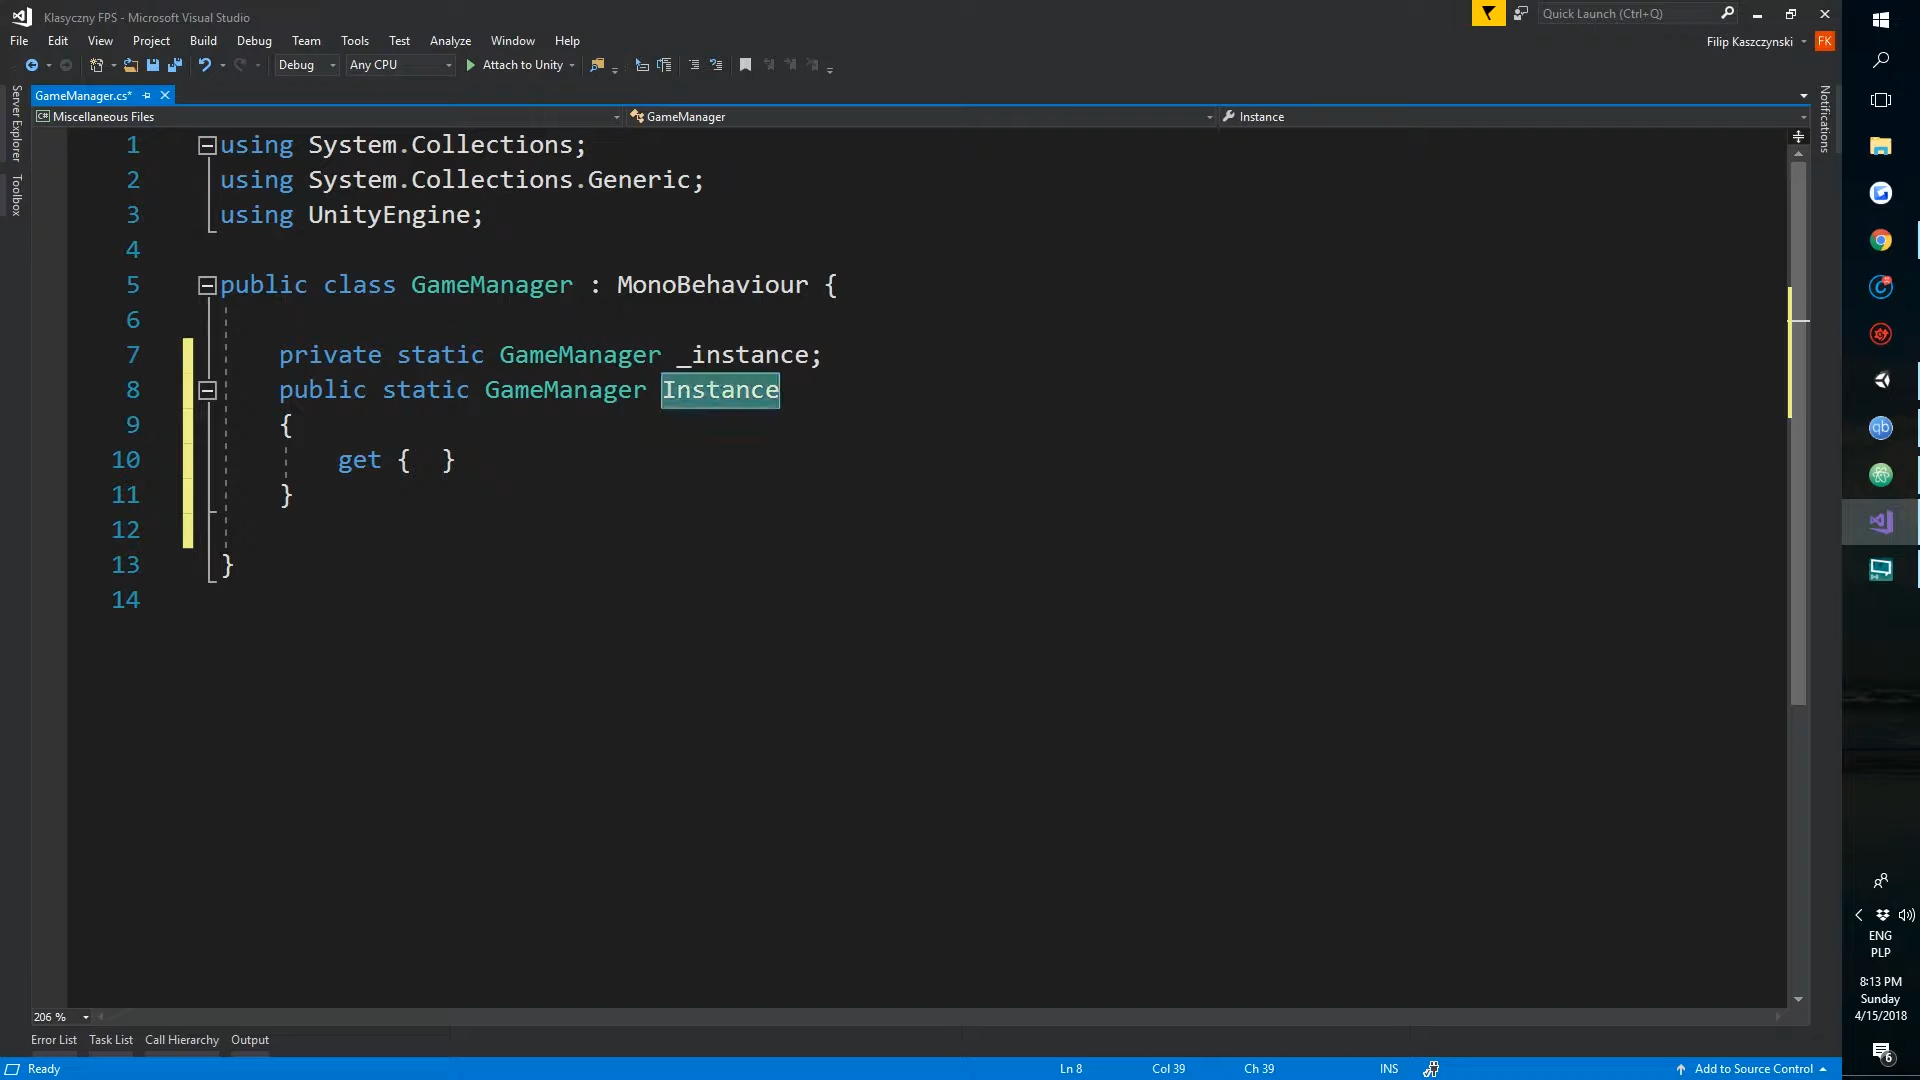 Klasyczny FPS - Microsoft Visual Studio
Quick Launch (Ctrl+Q)
File Edit View Project Build Debug Team Tools Test Analyze Window Help
Filip Kaszczynski FK
Debug Any CPU Attach to Unity
Server Explorer
Toolbox
Notifications
GameManager.cs*
C# Miscellaneous Files GameManager Instance
1 using System.Collections;
2 using System.Collections.Generic;
3 using UnityEngine;
4
5 public class GameManager : MonoBehaviour {
6
7 private static GameManager _instance;
8 public static GameManager Instance
9 {
10 get { }
11 }
12
13 }
14
206 %
Error List Task List Call Hierarchy Output
Ready Ln 8 Col 39 Ch 39 INS Add to Source Control
qb
ENG
PLP
8:13 PM
Sunday
4/15/2018
6